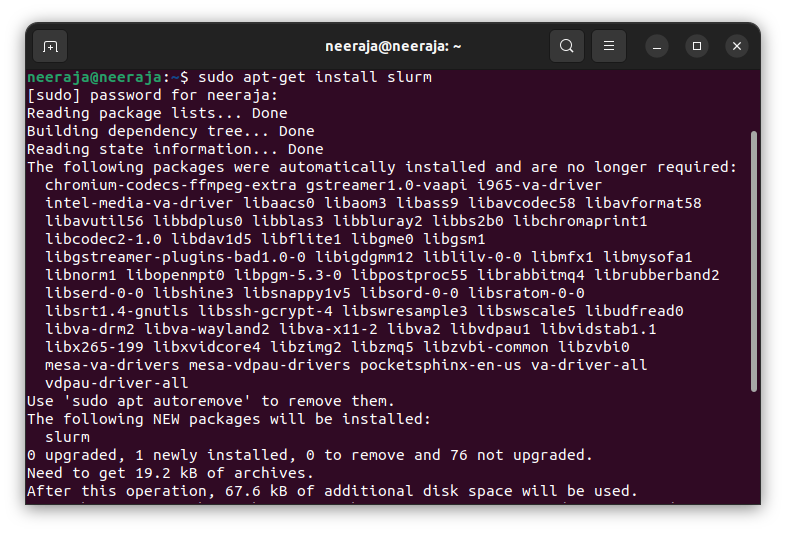 neeraja@neeraja: ~
neeraja@neeraja:~$ sudo apt-get install slurm
[sudo] password for neeraja:
Reading package lists... Done
Building dependency tree... Done
Reading state information... Done
The following packages were automatically installed and are no longer required:
chromium-codecs-ffmpeg-extra gstreamer1.0-vaapi i965-va-driver
intel-media-va-driver libaacs0 libaom3 libass9 libavcodec58 libavformat58
libavutil56 libbdplus0 libblas3 libbluray2 libbs2b0 libchromaprint1
libcodec2-1.0 libdav1d5 libflite1 libgme0 libgsm1
libgstreamer-plugins-bad1.0-0 libigdgmm12 liblilv-0-0 libmfx1 libmysofa1
libnorm1 libopenmpt0 libpgm-5.3-0 libpostproc55 librabbitmq4 librubberband2
libserd-0-0 libshine3 libsnappy1v5 libsord-0-0 libsratom-0-0
libsrt1.4-gnutls libssh-gcrypt-4 libswresample3 libswscale5 libudfread0
libva-drm2 libva-wayland2 libva-x11-2 libva2 libvdpau1 libvidstab1.1
libx265-199 libxvidcore4 libzimg2 libzmq5 libzvbi-common libzvbi0
mesa-va-drivers mesa-vdpau-drivers pocketsphinx-en-us va-driver-all
vdpau-driver-all
Use 'sudo apt autoremove' to remove them.
The following NEW packages will be installed:
slurm
0 upgraded, 1 newly installed, 0 to remove and 76 not upgraded.
Need to get 19.2 kB of archives.
After this operation, 67.6 kB of additional disk space will be used.